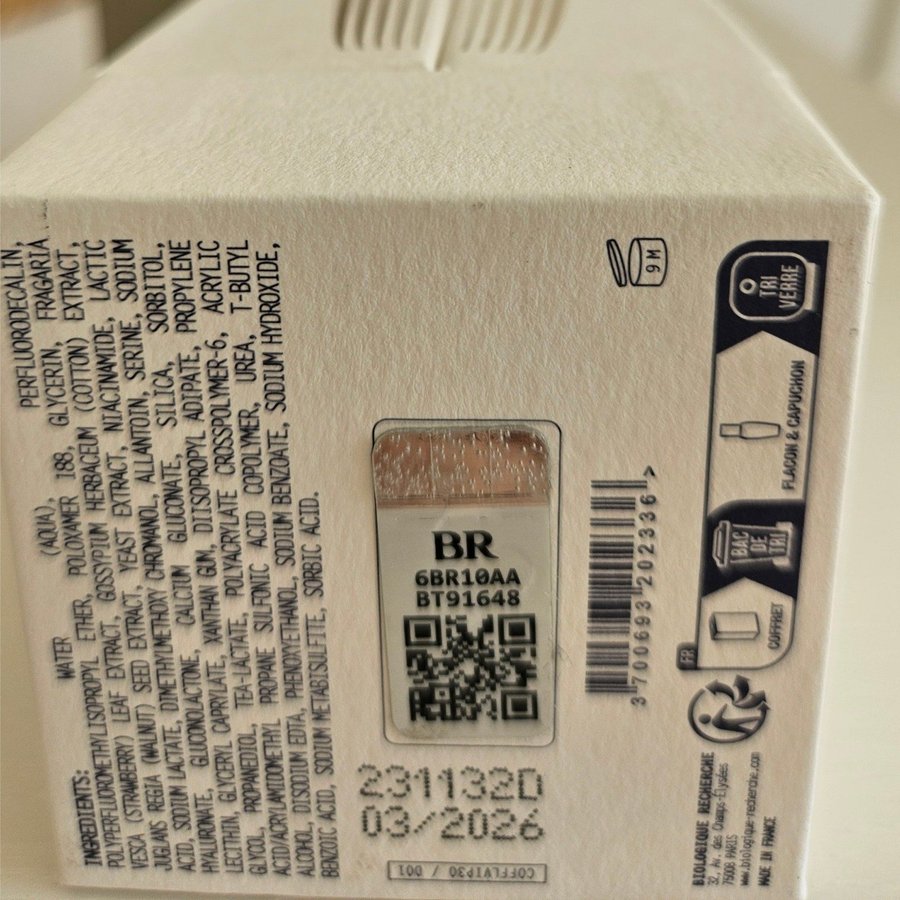 INGREDIENTS: WATER (AQUA), PERFLUORODECALIN,
POLYPERFLUOROMETHYLISOPROPYL ETHER, POLOXAMER 188, GLYCERIN, FRAGARIA
VESCA (STRAWBERRY) LEAF EXTRACT, GOSSYPIUM HERBACEUM (COTTON) EXTRACT,
JUGLANS REGIA (WALNUT) SEED EXTRACT, YEAST EXTRACT, NIACINAMIDE, LACTIC
ACID, SODIUM LACTATE, DIMETHYLMETHOXY CHROMANOL, ALLANTOIN, SERINE, SODIUM
HYALURONATE, GLUCONOLACTONE, CALCIUM GLUCONATE, SILICA, SORBITOL,
LECITHIN, GLYCERYL CAPRYLATE, XANTHAN GUM, DIISOPROPYL ADIPATE, PROPYLENE
GLYCOL, PROPANEDIOL, TEA-LACTATE, POLYACRYLATE CROSSPOLYMER-6, ACRYLIC
ACID/ACRYLAMIDOMETHYL PROPANE SULFONIC ACID COPOLYMER, UREA, T-BUTYL
ALCOHOL, DISODIUM EDTA, PHENOXYETHANOL, SODIUM BENZOATE, SODIUM HYDROXIDE,
BENZOIC ACID, SODIUM METABISULFITE, SORBIC ACID.
BR
6BR10AA
BT91648
231132D
03/2026
COFFLVIP30 / 001
9M
3 700693 202336 >
FR
COFFRET
BAC
DE
TRI
FLACON & CAPUCHON
TRI
VERRE
BIOLOGIQUE RECHERCHE
32, Av. des Champs-Élysées
75008 PARIS
www.biologique-recherche.com
MADE IN FRANCE